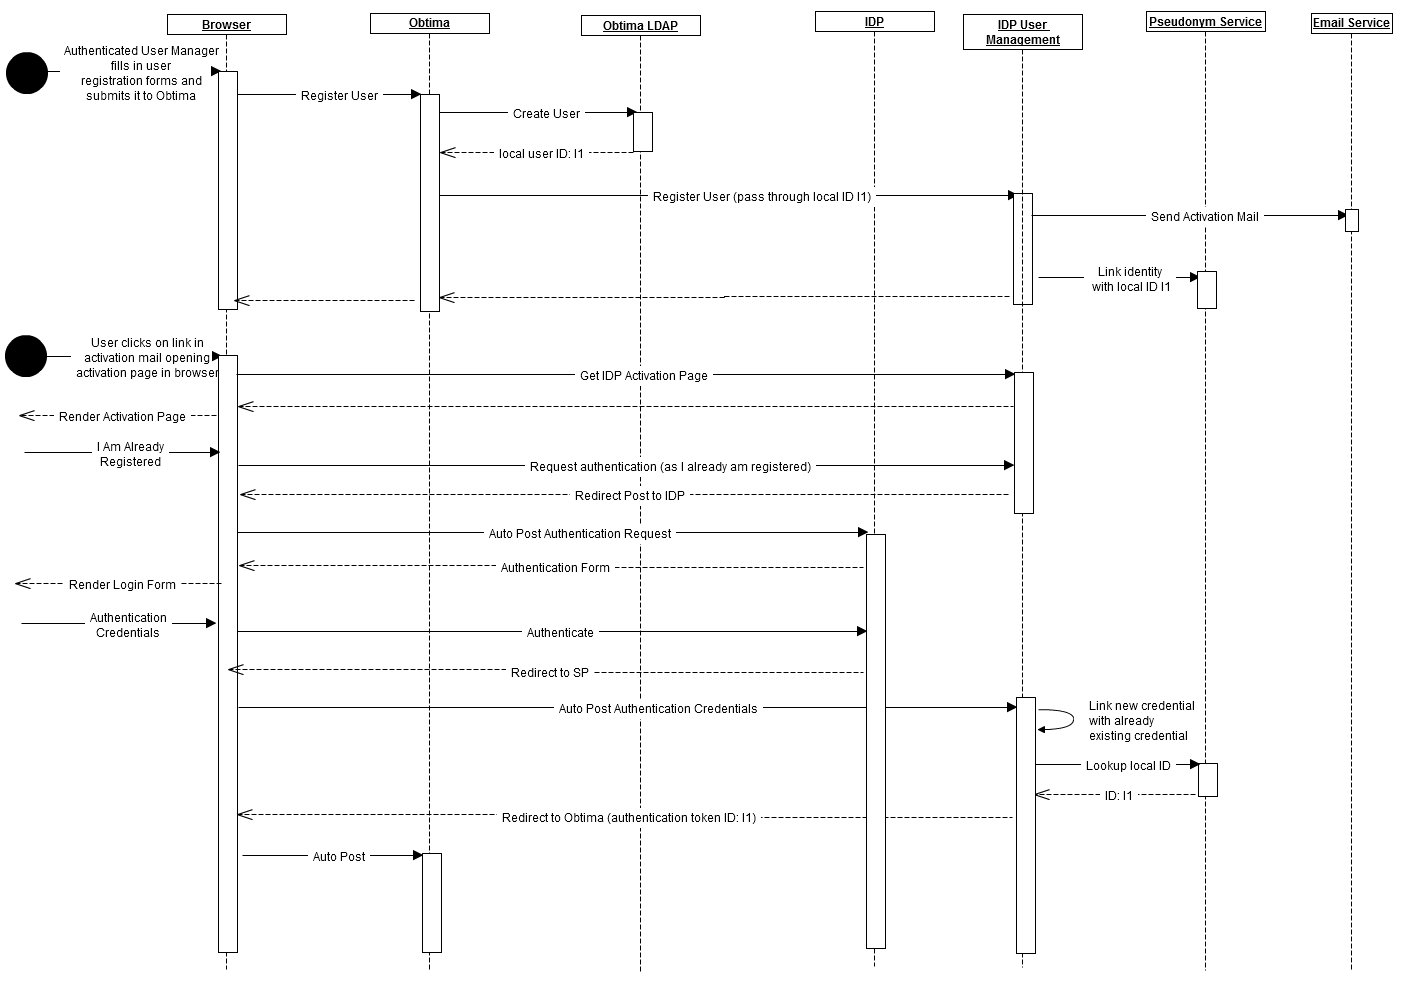 Browser
Obtima
Obtima LDAP
IDP
IDP User
Management
Pseudonym Service
Email Service
Authenticated User Manager
fills in user
registration forms and
submits it to Obtima
Register User
Create User
local user ID: I1
Register User (pass through local ID I1)
Send Activation Mail
Link identity
with local ID I1
User clicks on link in
activation mail opening
activation page in browser
Get IDP Activation Page
Render Activation Page
I Am Already
Registered
Request authentication (as I already am registered)
Redirect Post to IDP
Auto Post Authentication Request
Authentication Form
Render Login Form
Authentication
Credentials
Authenticate
Redirect to SP
Auto Post Authentication Credentials
Link new credential
with already
existing credential
Lookup local ID
ID: I1
Redirect to Obtima (authentication token ID: I1)
Auto Post